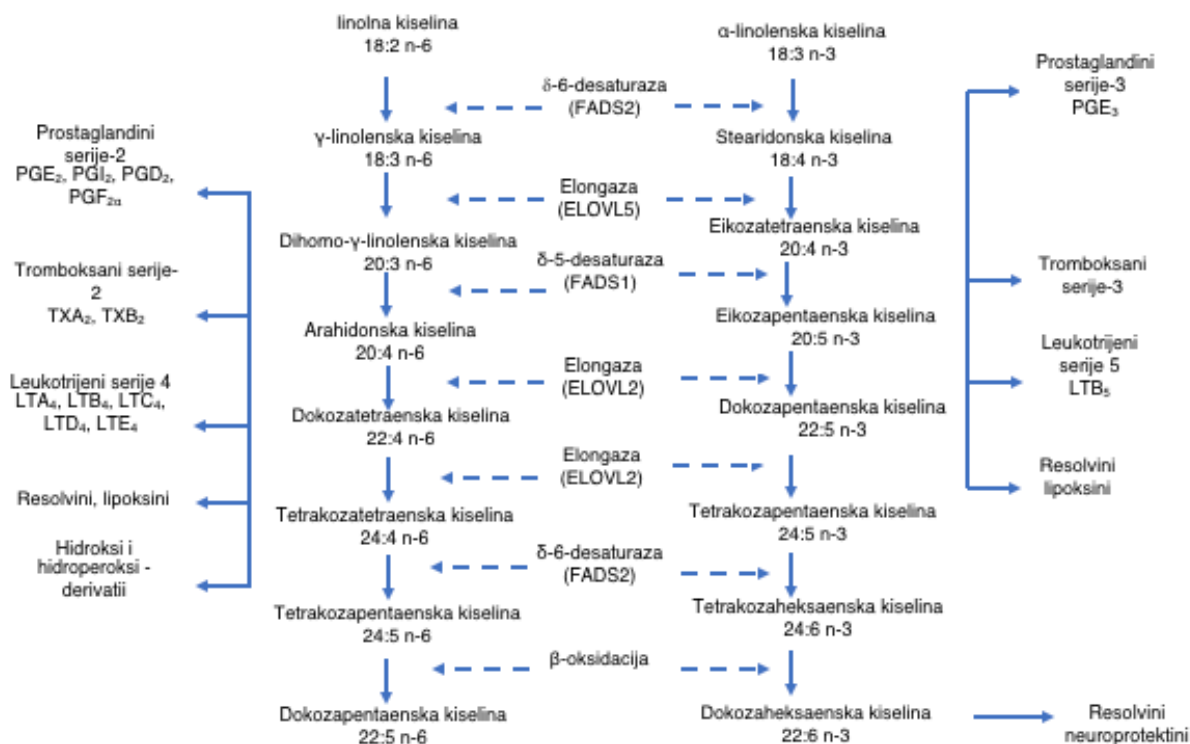 linolna kiselina
18:2 n-6
α-linolenska kiselina
18:3 n-3
δ-6-desaturaza
(FADS2)
γ-linolenska kiselina
18:3 n-6
Stearidonska kiselina
18:4 n-3
Elongaza
(ELOVL5)
Dihomo-γ-linolenska kiselina
20:3 n-6
Eikozatetraenska kiselina
20:4 n-3
δ-5-desaturaza
(FADS1)
Arahidonska kiselina
20:4 n-6
Eikozapentaenska kiselina
20:5 n-3
Elongaza
(ELOVL2)
Dokozatetraenska kiselina
22:4 n-6
Dokozapentaenska kiselina
22:5 n-3
Elongaza
(ELOVL2)
Tetrakozatetraenska kiselina
24:4 n-6
Tetrakozapentaenska kiselina
24:5 n-3
δ-6-desaturaza
(FADS2)
Tetrakozapentaenska kiselina
24:5 n-6
Tetrakozaheksaenska kiselina
24:6 n-3
β-oksidacija
Dokozapentaenska kiselina
22:5 n-6
Dokozaheksaenska kiselina
22:6 n-3
Prostaglandini
serije-2
PGE₂, PGI₂, PGD₂,
PGF₂α
Tromboksani serije-
2
TXA₂, TXB₂
Leukotrijeni serije 4
LTA₄, LTB₄, LTC₄,
LTD₄, LTE₄
Resolvini, lipoksini
Hidroksi i
hidroperoksi -
derivatii
Prostaglandini
serije-3
PGE₃
Tromboksani
serije-3
Leukotrijeni
serije 5
LTB₅
Resolvini
lipoksini
Resolvini
neuroprotektini